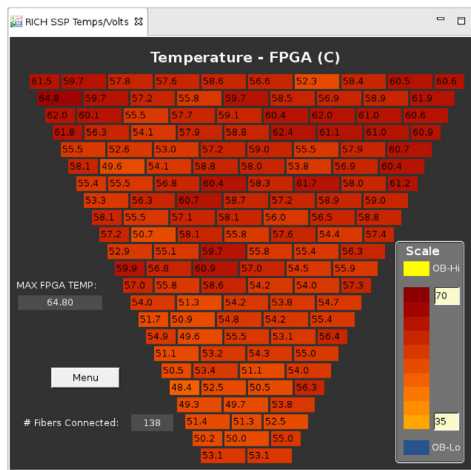 RICH SSP Temps/Volts
Temperature - FPGA (C)
61.5 59.7 57.8 57.6 58.6 56.6 52.3 58.4 60.5 60.6
64.8 59.7 57.2 55.8 59.7 58.5 56.9 58.9 61.9
62.0 60.1 55.5 57.7 59.1 60.4 62.0 61.0 60.6
61.8 56.3 54.1 57.9 58.8 62.4 61.1 61.0 60.9
55.5 52.6 53.0 57.2 59.0 55.5 57.9 60.7
58.1 49.6 54.1 58.8 58.0 53.8 56.9 60.4
55.4 55.5 56.8 60.4 58.3 61.7 58.0 61.2
53.3 56.3 60.7 58.7 57.2 58.9 59.0
58.1 55.5 57.1 58.1 56.0 56.5 58.8
57.2 50.7 58.1 55.8 57.6 54.4 57.4
52.9 55.1 59.7 55.8 55.4 56.3
Scale
59.9 56.8 60.9 57.0 54.5 55.9
OB-Hi
MAX FPGA TEMP:
57.0 55.8 58.6 54.2 54.0 57.3
70
64.80
54.0 51.3 54.2 53.8 54.7
51.7 50.9 54.8 54.2 55.4
54.9 49.6 55.5 53.1 56.4
51.1 53.2 54.3 55.0
Menu
50.5 53.4 51.1 54.0
48.4 52.5 50.5 56.3
49.3 49.7 53.8
# Fibers Connected: 138
51.4 51.3 52.5
35
50.2 50.0 55.0
OB-Lo
53.1 53.1